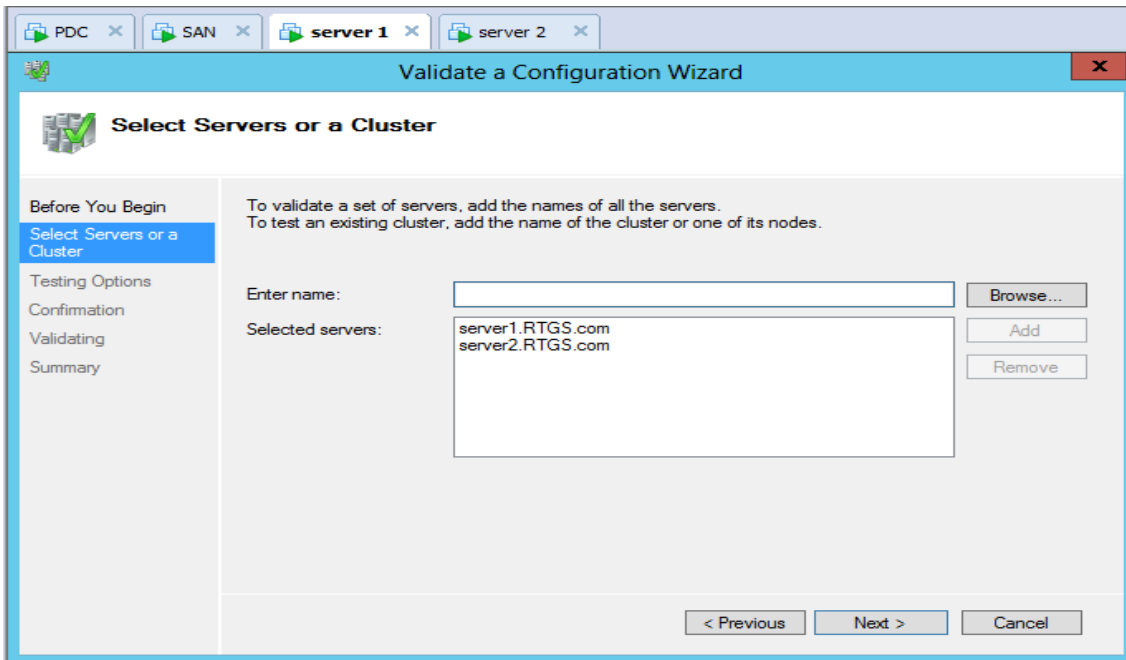 PDC SAN server 1 server 2
Validate a Configuration Wizard
Select Servers or a Cluster
Before You Begin
Select Servers or a
Cluster
Testing Options
Confirmation
Validating
Summary
To validate a set of servers, add the names of all the servers.
To test an existing cluster, add the name of the cluster or one of its nodes.
Enter name:
Browse...
Selected servers:
server1.RTGS.com
server2.RTGS.com
Add
Remove
< Previous Next > Cancel